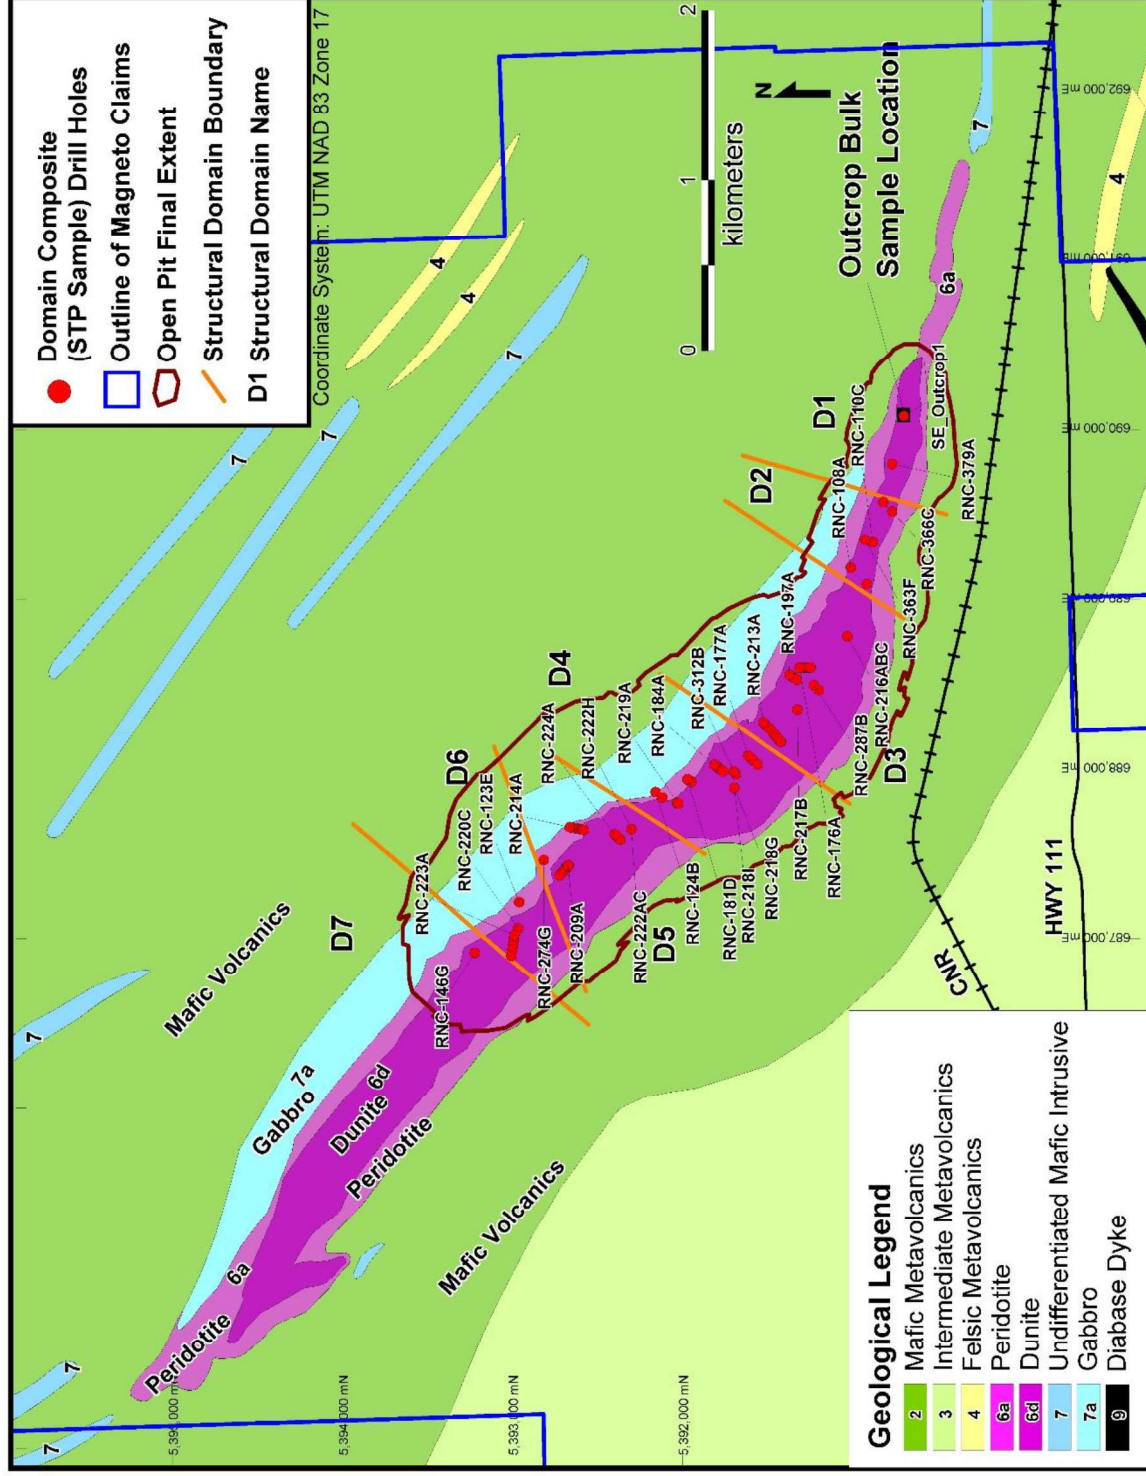 Domain Composite
(STP Sample) Drill Holes
Outline of Magneto Claims
Open Pit Final Extent
Structural Domain Boundary
D1 Structural Domain Name
Coordinate System: UTM NAD 83 Zone 17
7
7
7
7
4
4
Mafic Volcanics
D7
D6
D4
D2
D1
Gabbro 7a
Dunite 6d
Peridotite
6a
Peridotite
Mafic Volcanics
7
7
RNC-223A
RNC-220C
RNC-123E
RNC-214A
RNC-224A
RNC-222H
RNC-219A
RNC-184A
RNC-312B
RNC-177A
RNC-213A
RNC-197A
RNC-108A
RNC-110C
RNC-146G
RNC-274G
RNC-209A
RNC-222AC
D5
RNC-124B
RNC-181D
RNC-218I
RNC-218G
RNC-217B
RNC-176A
RNC-287B
RNC-216ABC
D3
RNC-363F
RNC-366C
RNC-379A
SE_Outcrop1
6a
7
4
0
1
2
kilometers
N
Outcrop Bulk
Sample Location
CNR
HWY 111
5,394,000 mN
5,393,000 mN
5,392,000 mN
687,000 mE
688,000 mE
690,000 mE
692,000 mE
Geological Legend
2 Mafic Metavolcanics
3 Intermediate Metavolcanics
4 Felsic Metavolcanics
6a Peridotite
6d Dunite
7 Undifferentiated Mafic Intrusive
7a Gabbro
9 Diabase Dyke